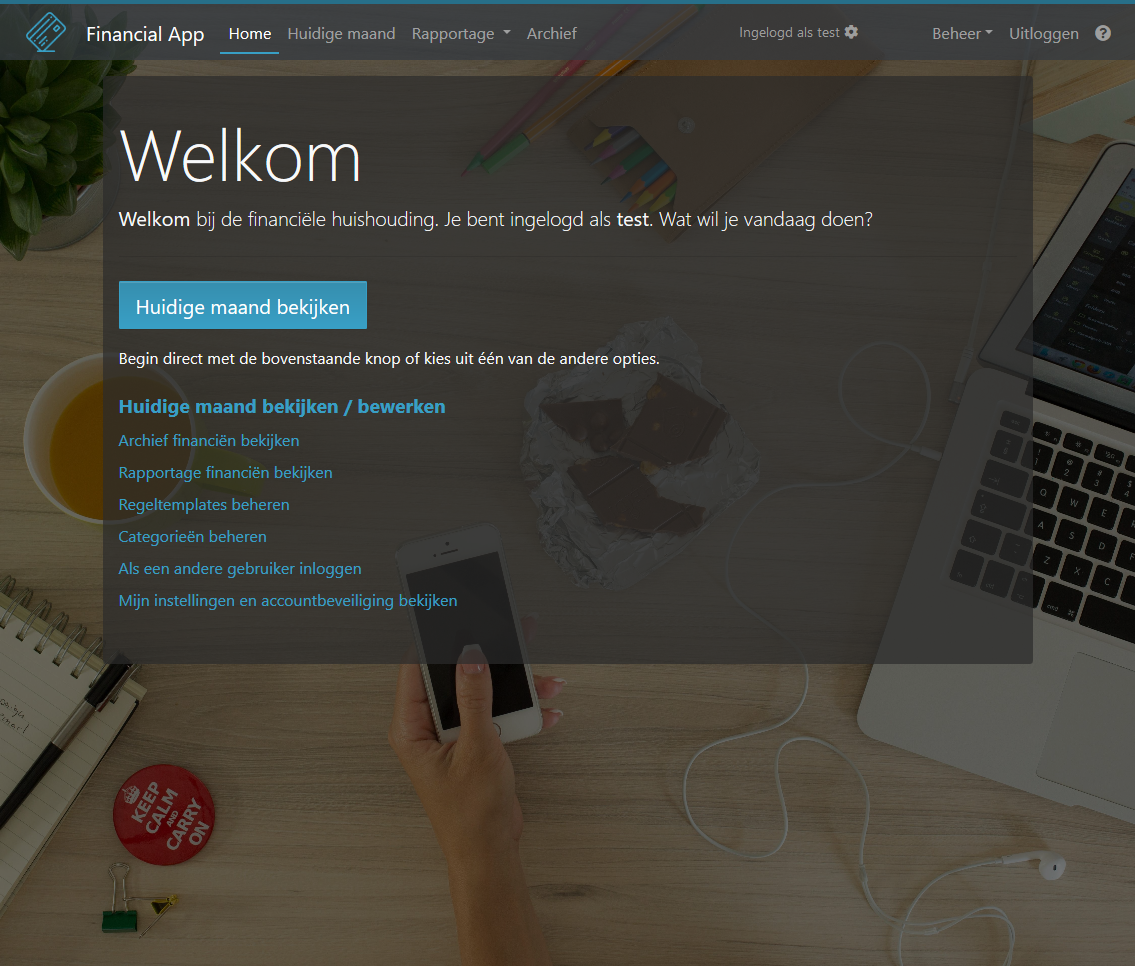 Financial App
Home
Huidige maand
Rapportage
Archief
Ingelogd als test
Beheer
Uitloggen
?
Welkom
Welkom bij de financiële huishouding. Je bent ingelogd als test. Wat wil je vandaag doen?
Huidige maand bekijken
Begin direct met de bovenstaande knop of kies uit één van de andere opties.
Huidige maand bekijken / bewerken
Archief financiën bekijken
Rapportage financiën bekijken
Regeltemplates beheren
Categorieën beheren
Als een andere gebruiker inloggen
Mijn instellingen en accountbeveiliging bekijken
KEEP
CALM
AND
CARRY
ON